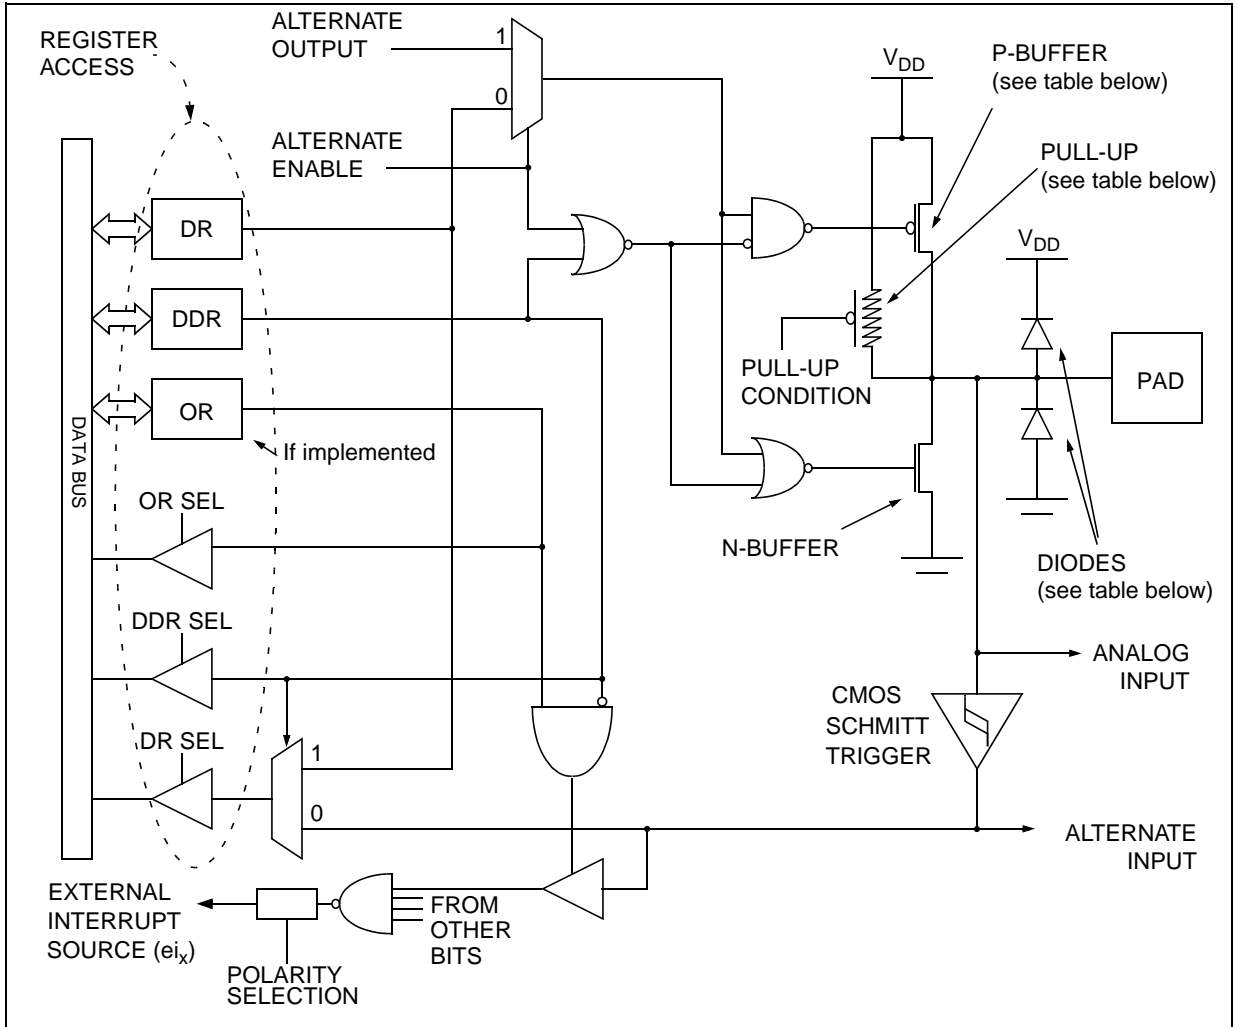 REGISTER
ACCESS
ALTERNATE
OUTPUT
1
0
ALTERNATE
ENABLE
VDD
P-BUFFER
(see table below)
PULL-UP
(see table below)
VDD
DR
DDR
OR
If implemented
DATA BUS
PULL-UP
CONDITION
PAD
OR SEL
N-BUFFER
DIODES
(see table below)
DDR SEL
ANALOG
INPUT
CMOS
SCHMITT
TRIGGER
DR SEL
1
0
ALTERNATE
INPUT
EXTERNAL
INTERRUPT
SOURCE (eix)
FROM
OTHER
BITS
POLARITY
SELECTION